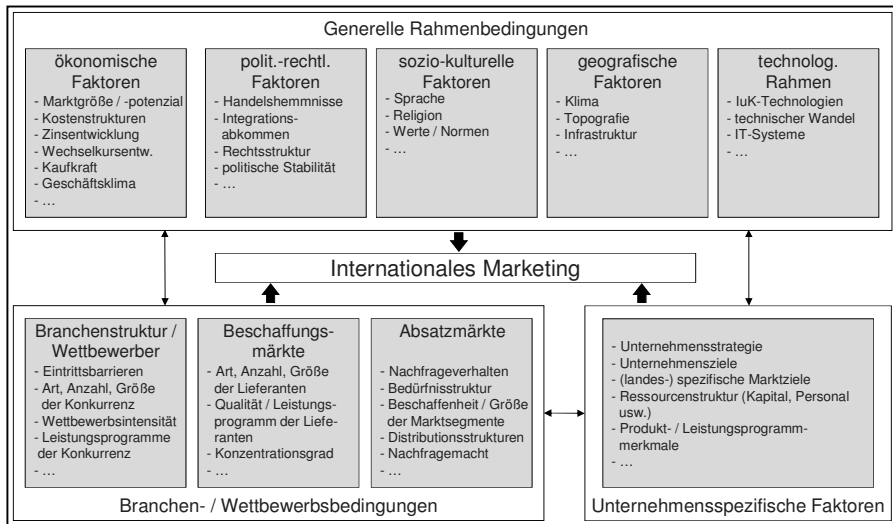 Generelle Rahmenbedingungen
ökonomische
Faktoren
- Marktgröße / -potenzial
- Kostenstrukturen
- Zinsentwicklung
- Wechselkursentw.
- Kaufkraft
- Geschäftsklima
- …
polit.-rechtl.
Faktoren
- Handelshemmnisse
- Integrations-
abkommen
- Rechtsstruktur
- politische Stabilität
- …
sozio-kulturelle
Faktoren
- Sprache
- Religion
- Werte / Normen
- …
geografische
Faktoren
- Klima
- Topografie
- Infrastruktur
- …
technolog.
Rahmen
- IuK-Technologien
- technischer Wandel
- IT-Systeme
- …
Internationales Marketing
Branchenstruktur /
Wettbewerber
- Eintrittsbarrieren
- Art, Anzahl, Größe
der Konkurrenz
- Wettbewerbsintensität
- Leistungsprogramme
der Konkurrenz
- …
Beschaffungs-
märkte
- Art, Anzahl, Größe
der Lieferanten
- Qualität / Leistungs-
programm der Liefe-
ranten
- Konzentrationsgrad
- …
Absatzmärkte
- Nachfrageverhalten
- Bedürfnisstruktur
- Beschaffenheit / Größe
der Marktsegmente
- Distributionsstrukturen
- Nachfragemacht
- …
Branchen- / Wettbewerbsbedingungen
- Unternehmensstrategie
- Unternehmensziele
- (landes-) spezifische Marktziele
- Ressourcenstruktur (Kapital, Personal
usw.)
- Produkt- / Leistungsprogramm-
merkmale
- …
Unternehmensspezifische Faktoren